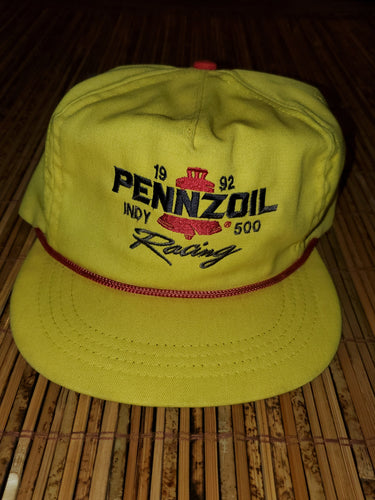 19 92
PENNZOIL
INDY ® 500
Racing